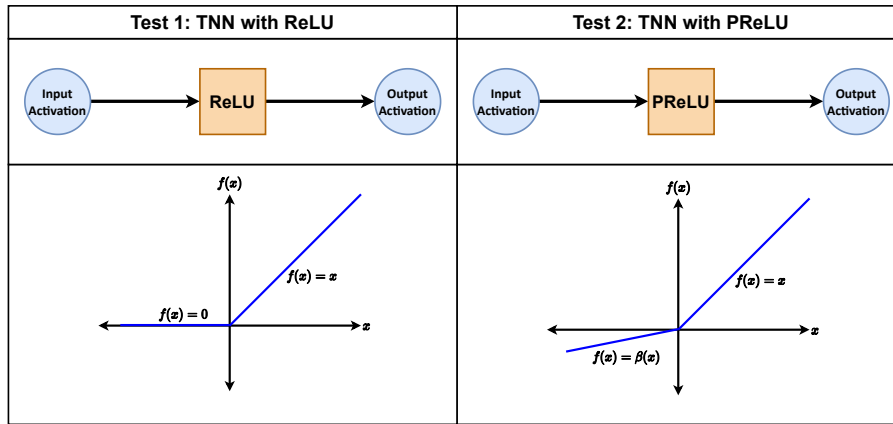 Test 1: TNN with ReLU
Input
Activation
ReLU
Output
Activation
f(x)
f(x) = x
f(x) = 0
x
Test 2: TNN with PReLU
Input
Activation
PReLU
Output
Activation
f(x)
f(x) = x
x
f(x) = β(x)